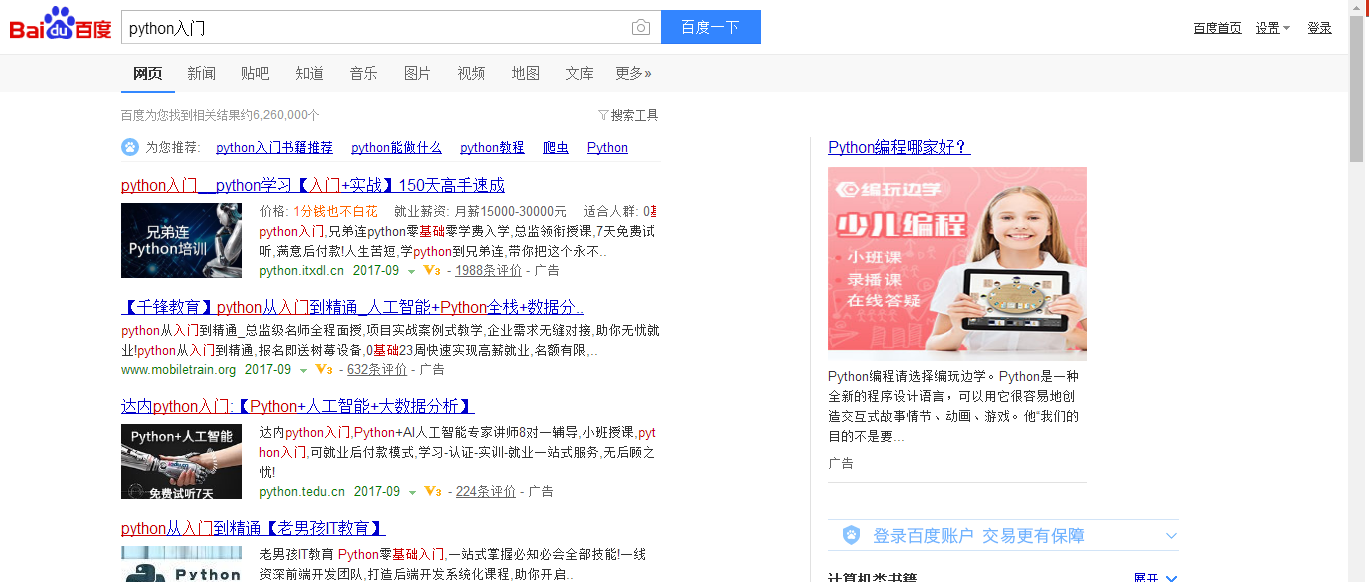 Bai du 百度
python入门
百度一下
百度首页 设置 登录
网页 新闻 贴吧 知道 音乐 图片 视频 地图 文库 更多»
百度为您找到相关结果约6,260,000个
搜索工具
为您推荐: python入门书籍推荐 python能做什么 python教程 爬虫 Python
python入门__python学习【入门+实战】150天高手速成
兄弟连
Python培训
价格: 1分钱也不白花 就业薪资: 月薪15000-30000元 适合人群: 0
python入门,兄弟连python零基础零学费入学,总监领衔授课,7天免费试
听,满意后付款!人生苦短,学python到兄弟连,带你把这个永不..
python.itxdl.cn 2017-09 V3 - 1988条评价 - 广告
【千锋教育】python从入门到精通_人工智能+Python全栈+数据分..
python从入门到精通_总监级名师全程面授,项目实战案例式教学,企业需求无缝对接,助你无忧就
业!python从入门到精通,报名即送树莓设备,0基础23周快速实现高薪就业,名额有限,..
www.mobiletrain.org 2017-09 V3 - 632条评价 - 广告
达内python入门:【Python+人工智能+大数据分析】
Python+人工智能
免费试听7天
达内python入门,Python+AI人工智能专家讲师8对一辅导,小班授课,pyt
hon入门,可就业后付款模式,学习-认证-实训-就业一站式服务,无后顾之
忧!
python.tedu.cn 2017-09 V3 - 224条评价 - 广告
python从入门到精通【老男孩IT教育】
Python
老男孩IT教育 Python零基础入门,一站式掌握必知必会全部技能!一线
资深前端开发团队,打造后端开发系统化课程,助你开启..
Python编程哪家好？
编玩边学
少儿编程
小班课
录播课
在线答疑
Python编程请选择编玩边学。Python是一种
全新的程序设计语言，可以用它很容易地创
造交互式故事情节、动画、游戏。他“我们的
目的不是要...
广告
登录百度账户 交易更有保障
计算机类书籍 展开